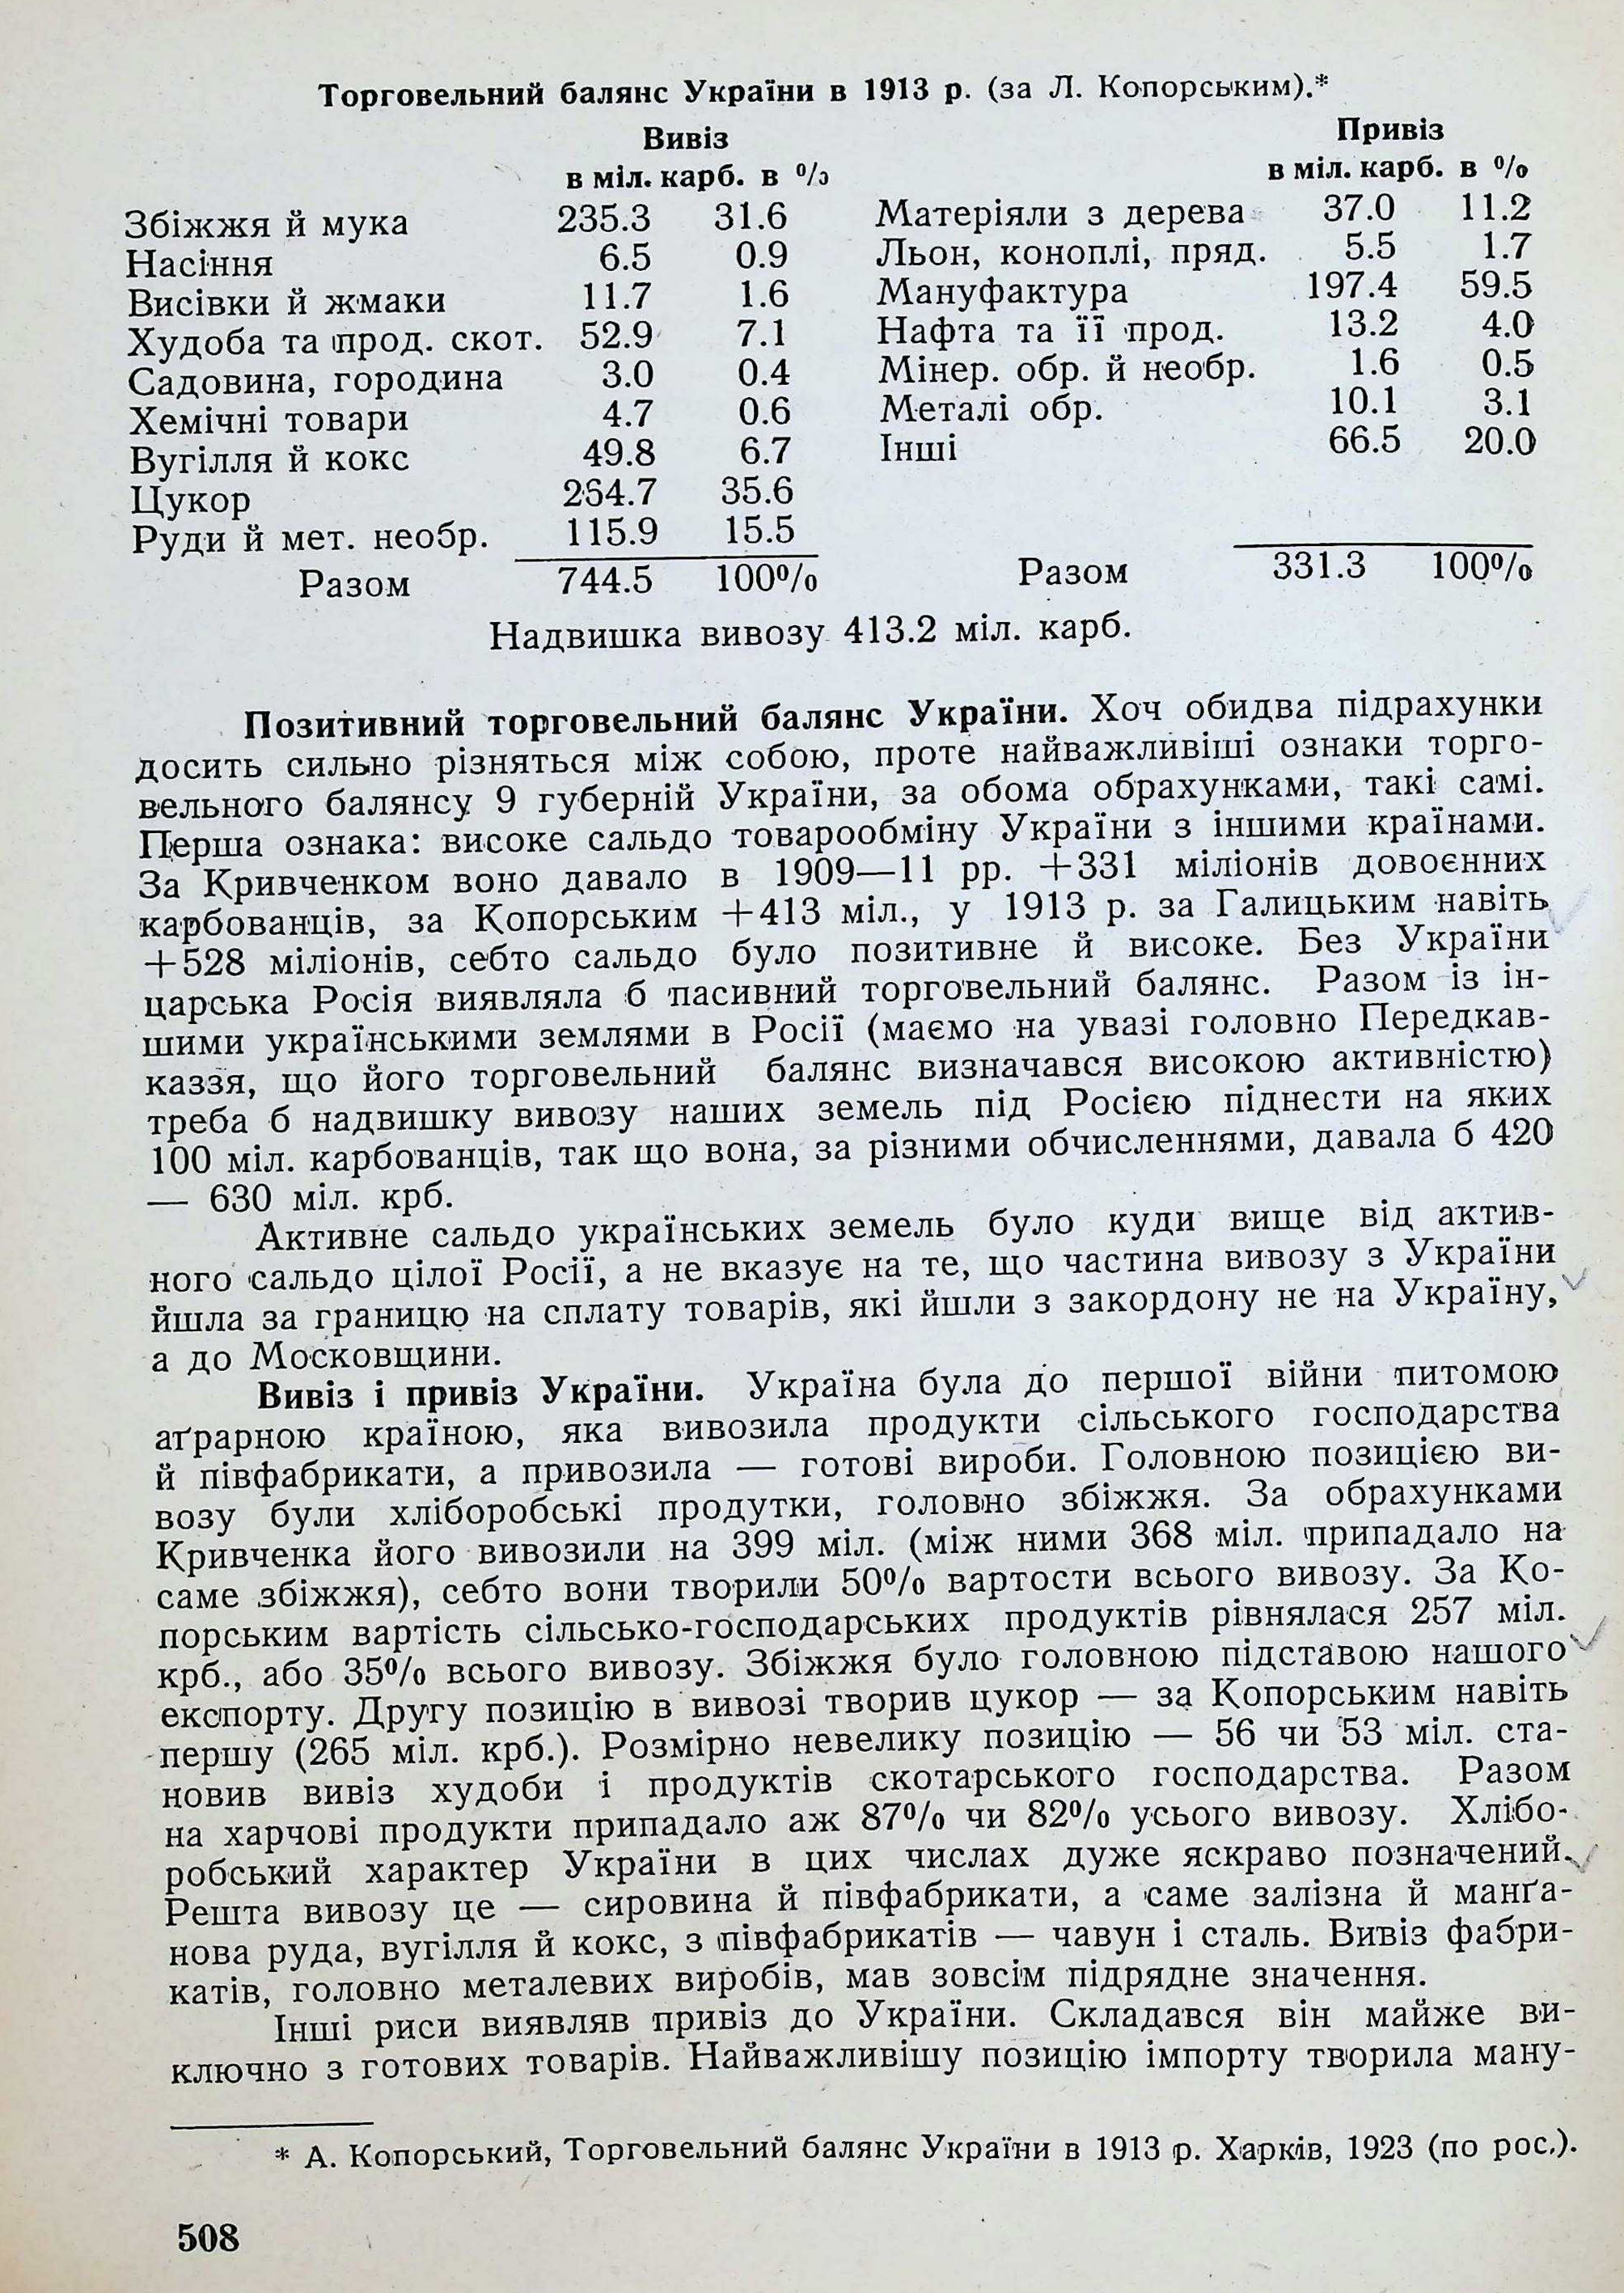 Торговельний балянс України в 1913 р. (за Л. Копорським).*
Вивіз Привіз
в міл. карб. в % в міл. карб. в %
Збіжжя й мука 235.3 31.6 Матеріяли з дерева 37.0 11.2
Насіння 6.5 0.9 Льон, коноплі, пряд. 5.5 1.7
Висівки й жмаки 11.7 1.6 Мануфактура 197.4 59.5
Худоба та прод. скот. 52.9 7.1 Нафта та її прод. 13.2 4.0
Садовина, городина 3.0 0.4 Мінер. обр. й необр. 1.6 0.5
Хемічні товари 4.7 0.6 Металі обр. 10.1 3.1
Вугілля й кокс 49.8 6.7 Інші 66.5 20.0
Цукор 264.7 35.6
Руди й мет. необр. 115.9 15.5
Разом 744.5 100% Разом 331.3 100%
Надвишка вивозу 413.2 міл. карб.
Позитивний торговельний балянс України. Хоч обидва підрахунки
досить сильно різняться між собою, проте найважливіші ознаки торго-
вельного балянсу 9 губерній України, за обома обрахунками, такі самі.
Перша ознака: високе сальдо товарообміну України з іншими країнами.
За Кривченком воно давало в 1909—11 рр. +331 міліонів довоєнних
карбованців, за Копорським +413 міл., у 1913 р. за Галицьким навіть
+528 міліонів, себто сальдо було позитивне й високе. Без України
царська Росія виявляла б пасивний торговельний балянс. Разом із ін-
шими українськими землями в Росії (маємо на увазі головно Передкав-
каззя, що його торговельний балянс визначався високою активністю)
треба б надвишку вивозу наших земель під Росією піднести на яких
100 міл. карбованців, так що вона, за різними обчисленнями, давала б 420
— 630 міл. крб.
Активне сальдо українських земель було куди вище від актив-
ного сальдо цілої Росії, а не вказує на те, що частина вивозу з України
йшла за границю на сплату товарів, які йшли з закордону не на Україну,
а до Московщини.
Вивіз і привіз України. Україна була до першої війни питомою
аґрарною країною, яка вивозила продукти сільського господарства
й півфабрикати, а привозила — готові вироби. Головною позицією ви-
возу були хліборобські продутки, головно збіжжя. За обрахунками
Кривченка його вивозили на 399 міл. (між ними 368 міл. припадало на
саме збіжжя), себто вони творили 50% вартости всього вивозу. За Ко-
порським вартість сільсько-господарських продуктів рівнялася 257 міл.
крб., або 35% всього вивозу. Збіжжя було головною підставою нашого
експорту. Другу позицію в вивозі творив цукор — за Копорським навіть
першу (265 міл. крб.). Розмірно невелику позицію — 56 чи 53 міл. ста-
новив вивіз худоби і продуктів скотарського господарства. Разом
на харчові продукти припадало аж 87% чи 82% усього вивозу. Хлібо-
робський характер України в цих числах дуже яскраво позначений.
Решта вивозу це — сировина й півфабрикати, а саме залізна й манґа-
нова руда, вугілля й кокс, з півфабрикатів — чавун і сталь. Вивіз фабри-
катів, головно металевих виробів, мав зовсім підрядне значення.
Інші риси виявляв привіз до України. Складався він майже ви-
ключно з готових товарів. Найважливішу позицію імпорту творила ману-
* А. Копорський, Торговельний балянс України в 1913 р. Харків, 1923 (по рос.).
508